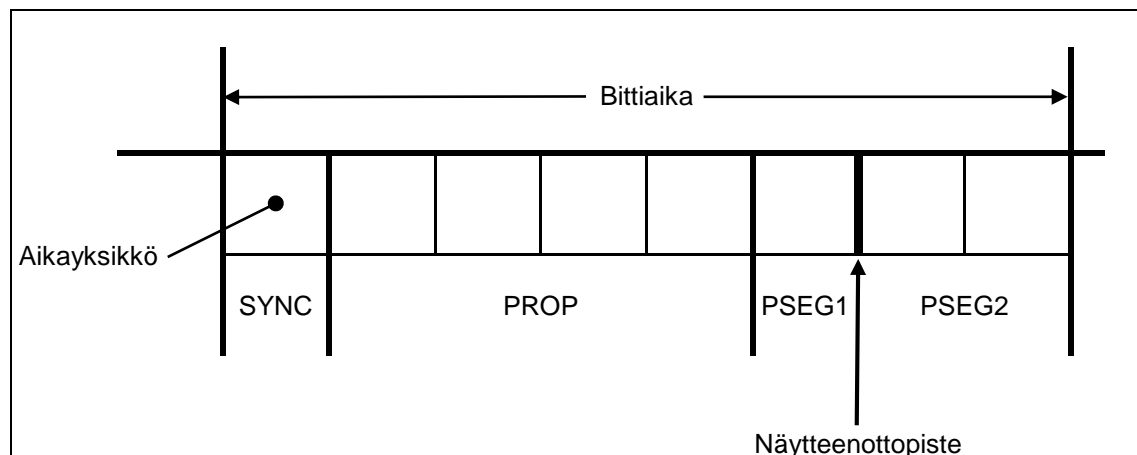 Bittiaika
Aikayksikkö
SYNC
PROP
PSEG1
PSEG2
Näytteenottopiste